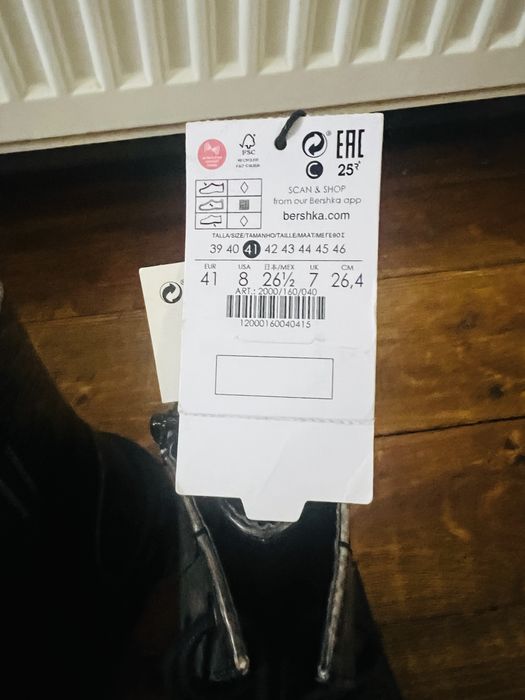 FSC
EAC
25
SCAN & SHOP
from our Bershka app
bershka.com
TALLA/SIZE/TAMANHO/TAILLE/MAAT/ΜΕΓΕΘΟΣ
39 40 41 42 43 44 45 46
EUR USA 日本/MEX UK CM
41 8 26½ 7 26,4
ART.: 2000/160/040
12000160040415